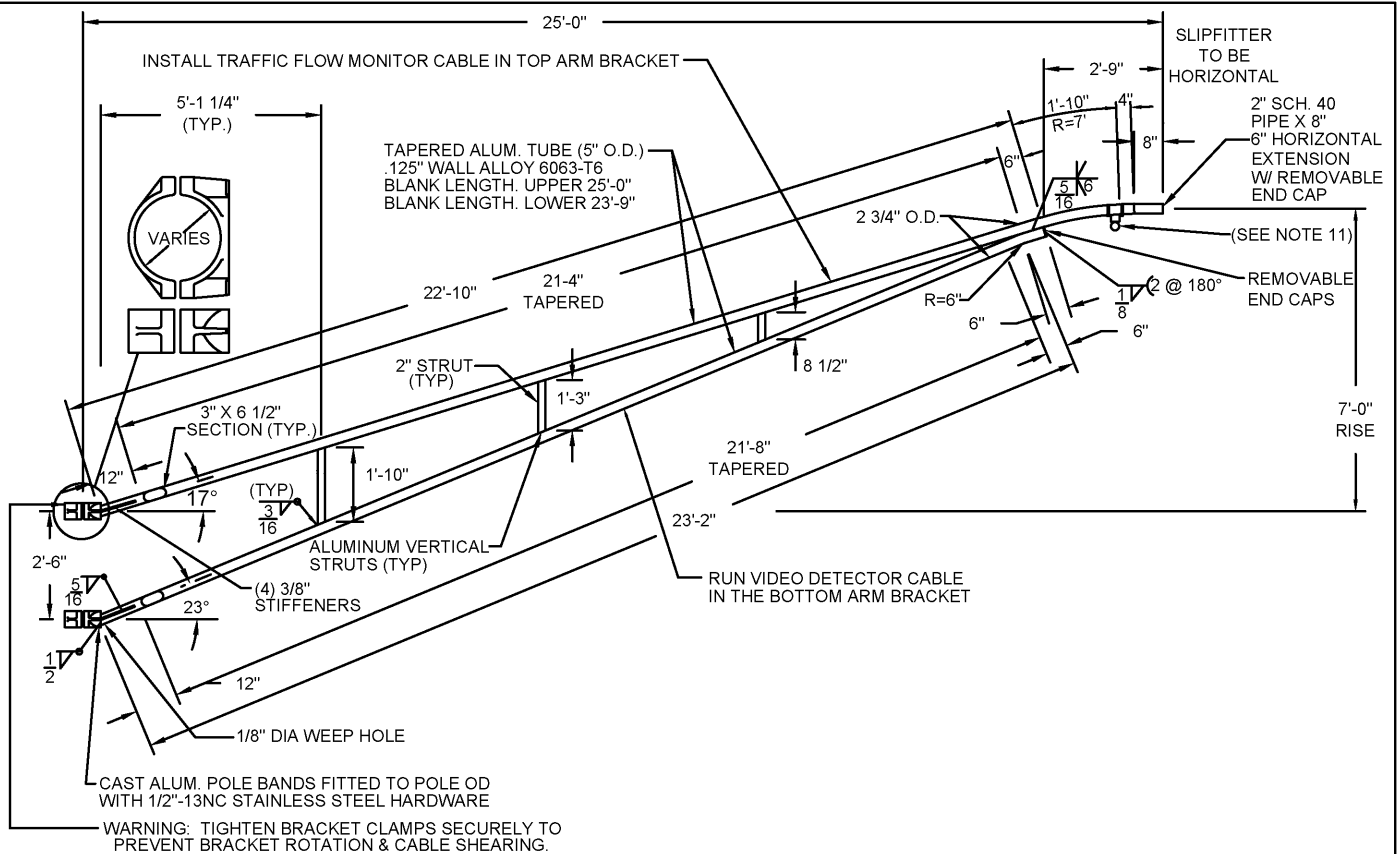 25'-0"
SLIPFITTER
TO BE
HORIZONTAL
INSTALL TRAFFIC FLOW MONITOR CABLE IN TOP ARM BRACKET
2'-9"
5'-1 1/4"
(TYP.)
1'-10"
R=7'
4"
2" SCH. 40
PIPE X 8"
6" HORIZONTAL
EXTENSION
W/ REMOVABLE
END CAP
8"
TAPERED ALUM. TUBE (5" O.D.)
.125" WALL ALLOY 6063-T6
BLANK LENGTH. UPPER 25'-0"
BLANK LENGTH. LOWER 23'-9"
6"
5
16
6
2 3/4" O.D.
VARIES
(SEE NOTE 11)
REMOVABLE
END CAPS
21'-4"
TAPERED
22'-10"
R=6"
1
8
2 @ 180°
6"
6"
8 1/2"
2" STRUT
(TYP)
1'-3"
7'-0"
RISE
3" X 6 1/2"
SECTION (TYP.)
21'-8"
TAPERED
12"
17°
1'-10"
(TYP)
3
16
23'-2"
2'-6"
ALUMINUM VERTICAL
STRUTS (TYP)
5
16
(4) 3/8"
STIFFENERS
RUN VIDEO DETECTOR CABLE
IN THE BOTTOM ARM BRACKET
23°
1
2
12"
1/8" DIA WEEP HOLE
CAST ALUM. POLE BANDS FITTED TO POLE OD
WITH 1/2"-13NC STAINLESS STEEL HARDWARE
WARNING: TIGHTEN BRACKET CLAMPS SECURELY TO
PREVENT BRACKET ROTATION & CABLE SHEARING.